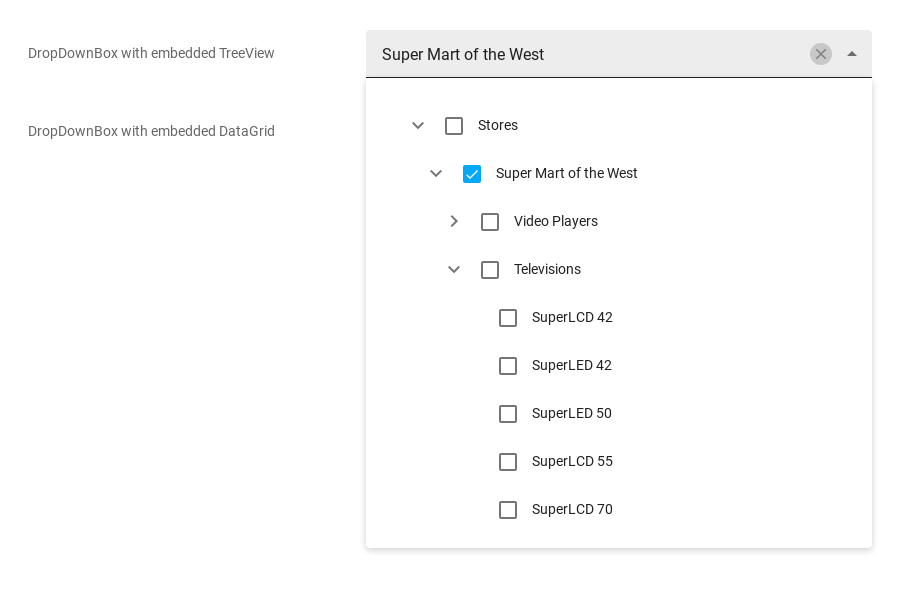 DropDownBox with embedded TreeView
Super Mart of the West
DropDownBox with embedded DataGrid
Stores
Super Mart of the West
Video Players
Televisions
SuperLCD 42
SuperLED 42
SuperLED 50
SuperLCD 55
SuperLCD 70